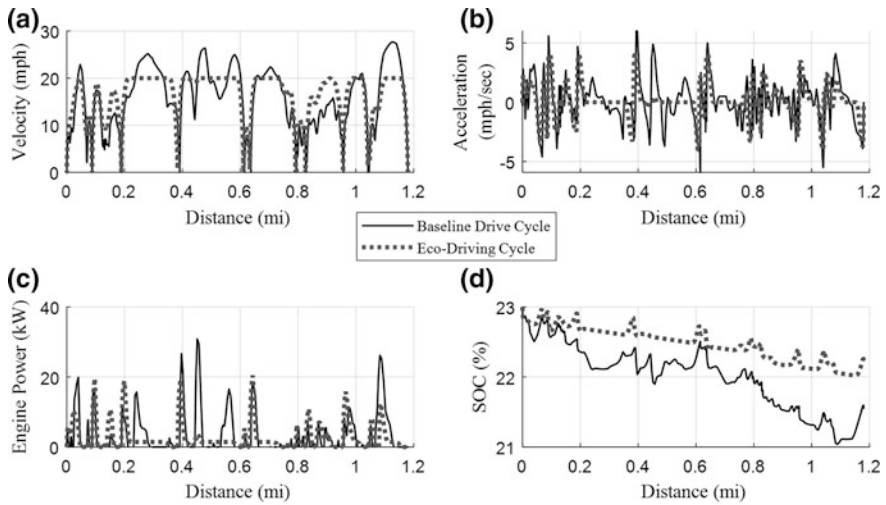 (a)
30
20
10
0
Velocity (mph)
0 0.2 0.4 0.6 0.8 1 1.2
Distance (mi)
(b)
5
0
-5
Acceleration
(mph/sec)
0 0.2 0.4 0.6 0.8 1 1.2
Distance (mi)
Baseline Drive Cycle
Eco-Driving Cycle
(c)
40
20
0
Engine Power (kW)
0 0.2 0.4 0.6 0.8 1 1.2
Distance (mi)
(d)
23
22
21
SOC (%)
0 0.2 0.4 0.6 0.8 1 1.2
Distance (mi)